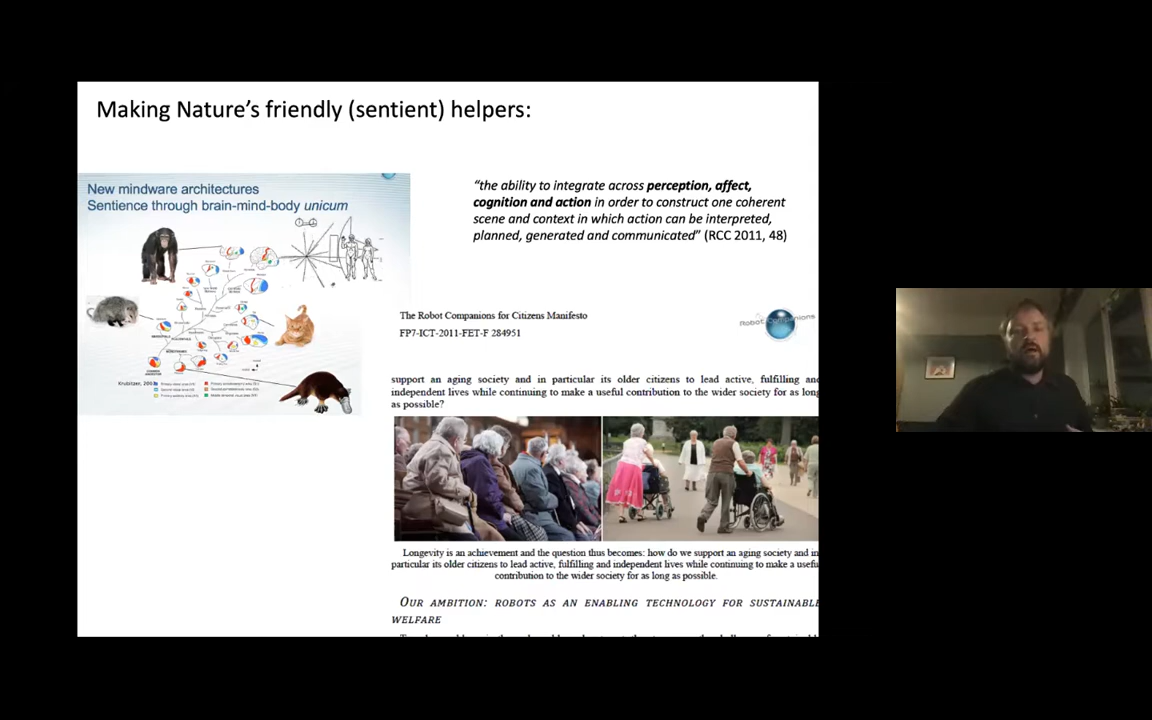 Making Nature's friendly (sentient) helpers:
New mindware architectures
Sentience through brain-mind-body unicum
"the ability to integrate across perception, affect,
cognition and action in order to construct one coherent
scene and context in which action can be interpreted,
planned, generated and communicated" (RCC 2011, 48)
The Robot Companions for Citizens Manifesto
FP7-ICT-2011-FET-F 284951
Robot Companions
support an aging society and in particular its older citizens to lead active, fulfilling and
independent lives while continuing to make a useful contribution to the wider society for as long
as possible?
Longevity is an achievement and the question thus becomes: how do we support an aging society and in
particular its older citizens to lead active, fulfilling and independent lives while continuing to make a useful
contribution to the wider society for as long as possible.
OUR AMBITION: ROBOTS AS AN ENABLING TECHNOLOGY FOR SUSTAINABLE
WELFARE